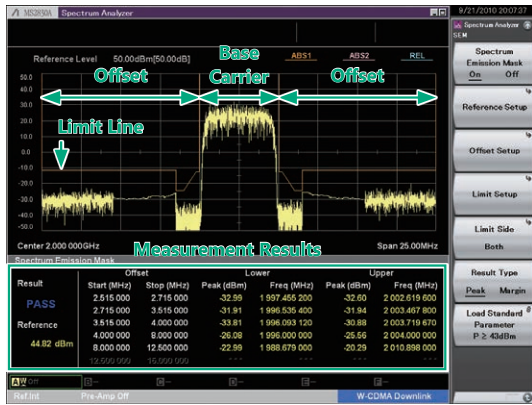 MS2830A Spectrum Analyzer
9/21/2010 20:07:37
Spectrum Analyzer
SEM
Reference Level 50.00dBm[50.00dB]
Base
Carrier
ABS1 ABS2 REL
Offset Offset
Limit Line
50.0
40.0
30.0
20.0
10.0
0.0
-10.0
-20.0
-30.0
-40.0
-50.0
Center 2.000 000GHz Span 25.00MHz
Measurement Results
Spectrum Emission Mask
Offset Lower Upper
Result Start (MHz) Stop (MHz) Peak (dBm) Freq (MHz) Peak (dBm) Freq (MHz)
PASS
Reference
44.82 dBm
2.515 000 2.715 000 -32.99 1 997.455 200 -32.60 2 002.619 600
2.715 000 3.515 000 -31.91 1 996.535 400 -31.94 2 003.467 800
3.515 000 4.000 000 -33.81 1 996.093 120 -30.88 2 003.719 670
4.000 000 8.000 000 -26.08 1 996.000 000 -25.56 2 004.000 000
8.000 000 12.500 000 -22.99 1 988.679 000 -20.29 2 010.898 000
12.500 000 15.000 000 --- --- --- ---
Ref.Int Pre-Amp Off W-CDMA Downlink
Spectrum
Emission Mask
On Off
Reference Setup
Offset Setup
Limit Setup
Limit Side
Both
Result Type
Peak Margin
Load Standard
Parameter
P ≥ 43dBm